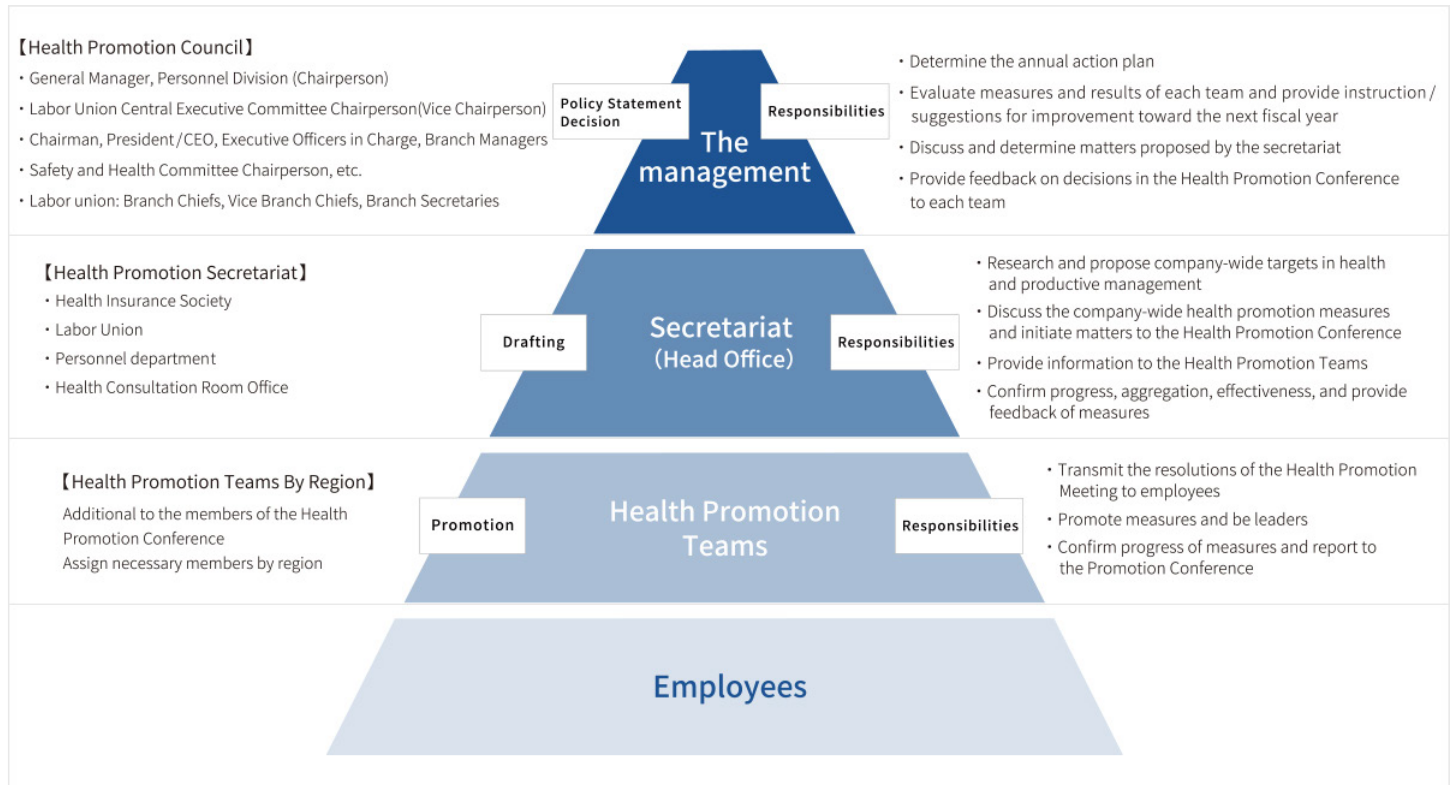 【Health Promotion Council】
・General Manager, Personnel Division (Chairperson)
・Labor Union Central Executive Committee Chairperson(Vice Chairperson)
・Chairman, President/CEO, Executive Officers in Charge, Branch Managers
・Safety and Health Committee Chairperson, etc.
・Labor union: Branch Chiefs, Vice Branch Chiefs, Branch Secretaries
Policy Statement
Decision
The
management
Responsibilities
・Determine the annual action plan
・Evaluate measures and results of each team and provide instruction/
suggestions for improvement toward the next fiscal year
・Discuss and determine matters proposed by the secretariat
・Provide feedback on decisions in the Health Promotion Conference
to each team
【Health Promotion Secretariat】
・Health Insurance Society
・Labor Union
・Personnel department
・Health Consultation Room Office
Drafting
Secretariat
(Head Office)
Responsibilities
・Research and propose company-wide targets in health
and productive management
・Discuss the company-wide health promotion measures
and initiate matters to the Health Promotion Conference
・Provide information to the Health Promotion Teams
・Confirm progress, aggregation, effectiveness, and provide
feedback of measures
【Health Promotion Teams By Region】
Additional to the members of the Health
Promotion Conference
Assign necessary members by region
Promotion
Health Promotion
Teams
Responsibilities
・Transmit the resolutions of the Health Promotion
Meeting to employees
・Promote measures and be leaders
・Confirm progress of measures and report to
the Promotion Conference
Employees